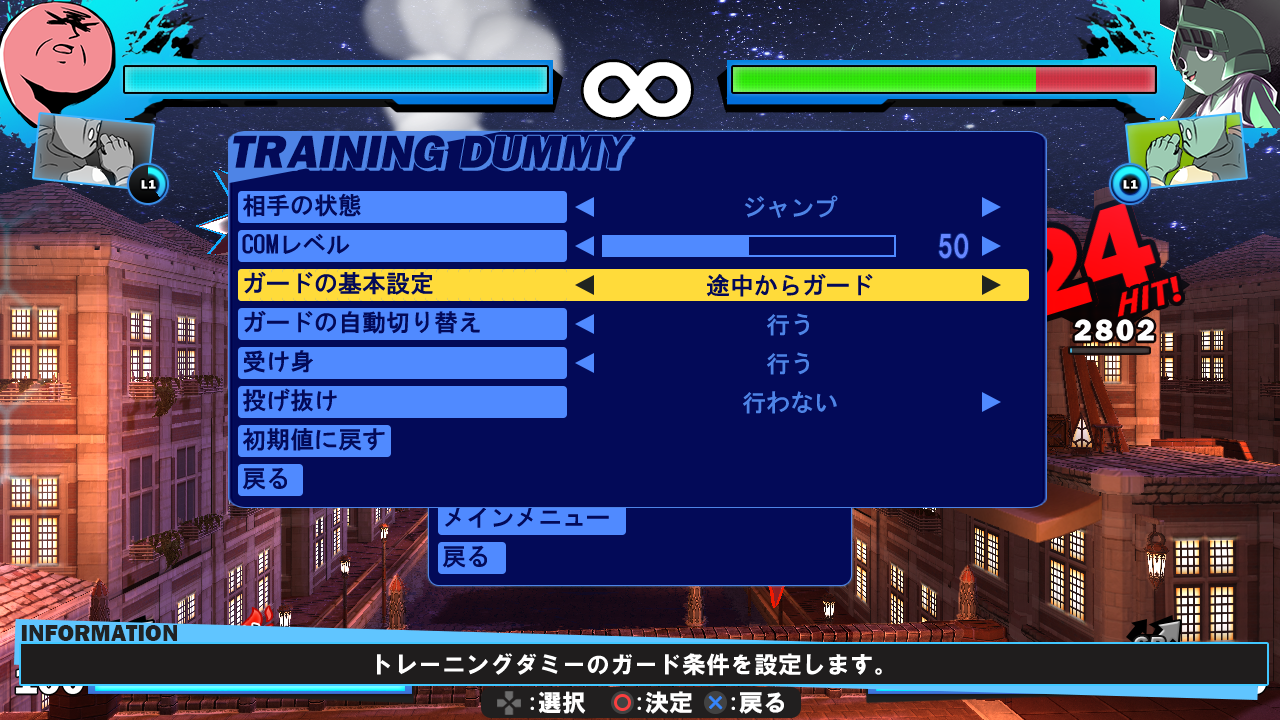 L1
L1
TRAINING DUMMY
相手の状態 ジャンプ
COMレベル 50
ガードの基本設定 途中からガード
ガードの自動切り替え 行う
受け身 行う
投げ抜け 行わない
初期値に戻す
戻る
24
HIT!
2802
メインメニュー
戻る
INFORMATION
トレーニングダミーのガード条件を設定します。
:選択 :決定 :戻る